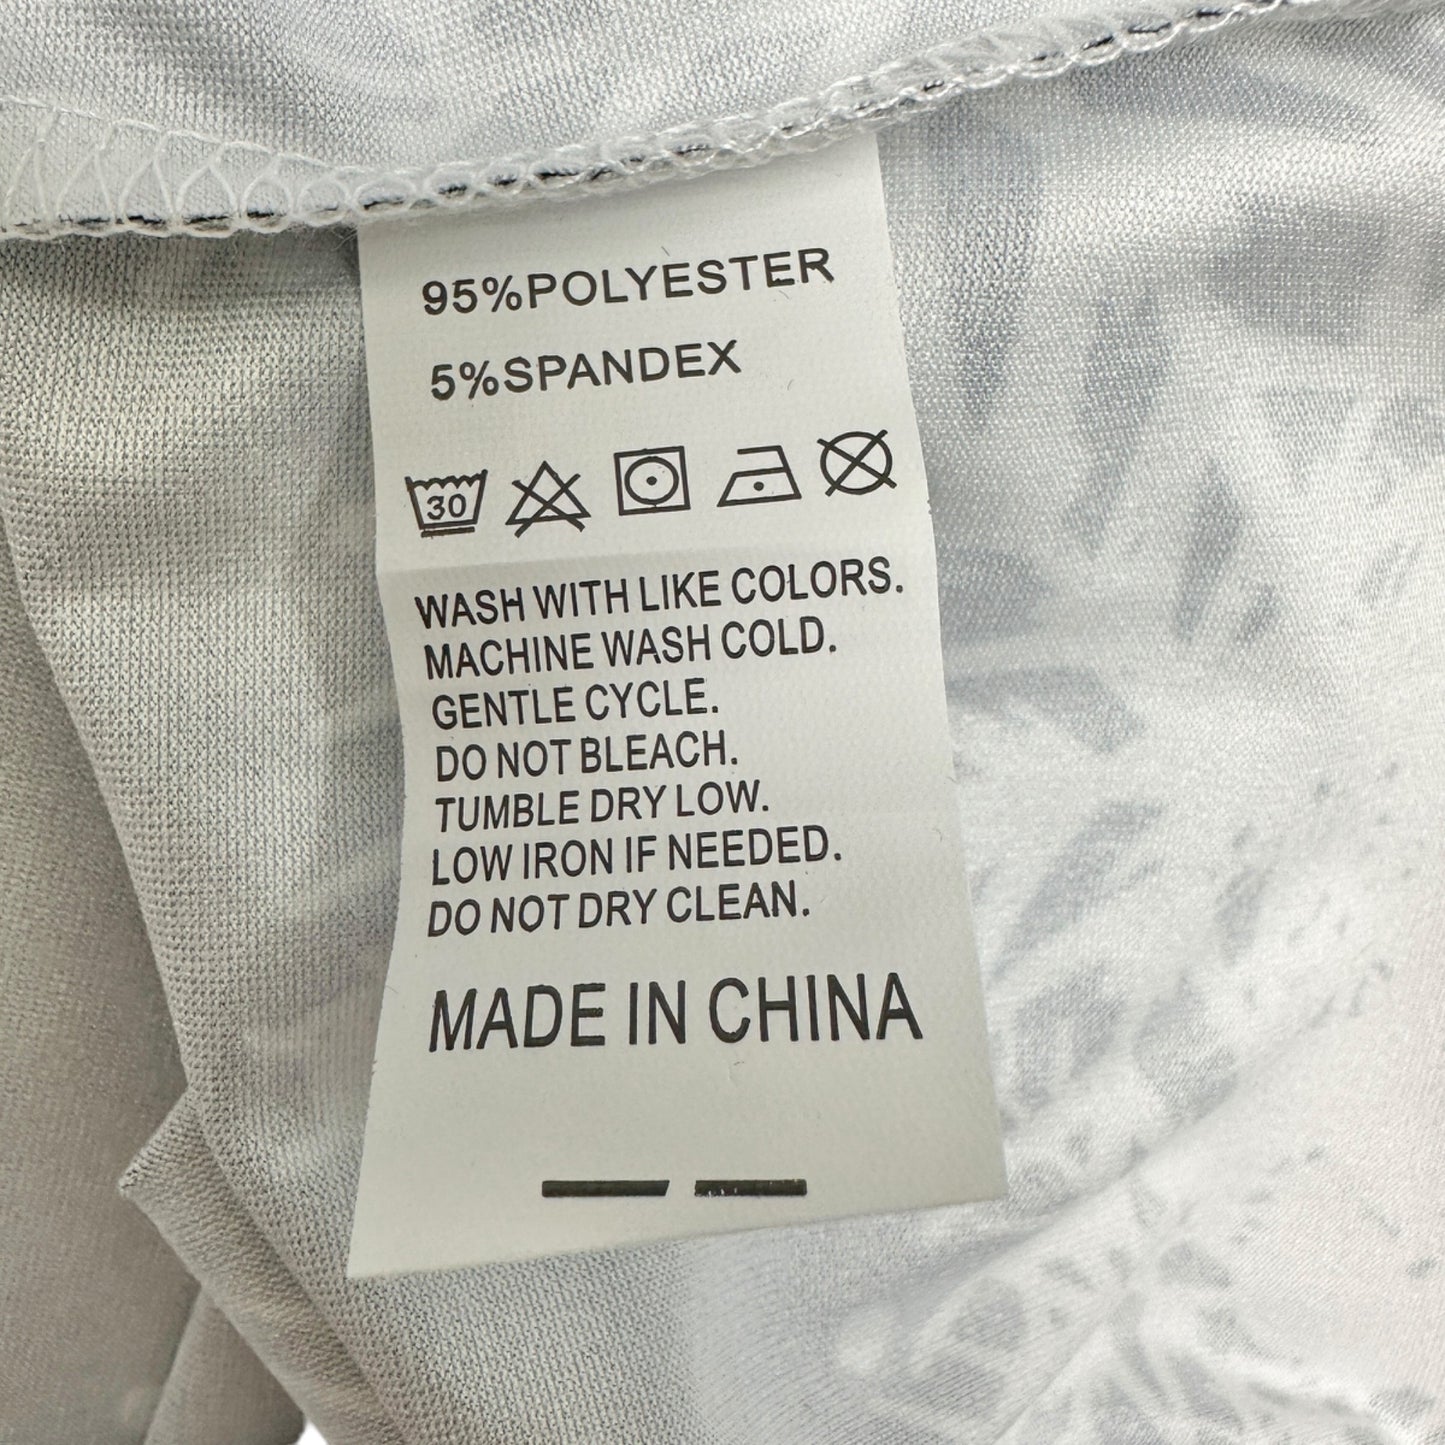 95%POLYESTER
5%SPANDEX
30
WASH WITH LIKE COLORS.
MACHINE WASH COLD.
GENTLE CYCLE.
DO NOT BLEACH.
TUMBLE DRY LOW.
LOW IRON IF NEEDED.
DO NOT DRY CLEAN.
MADE IN CHINA